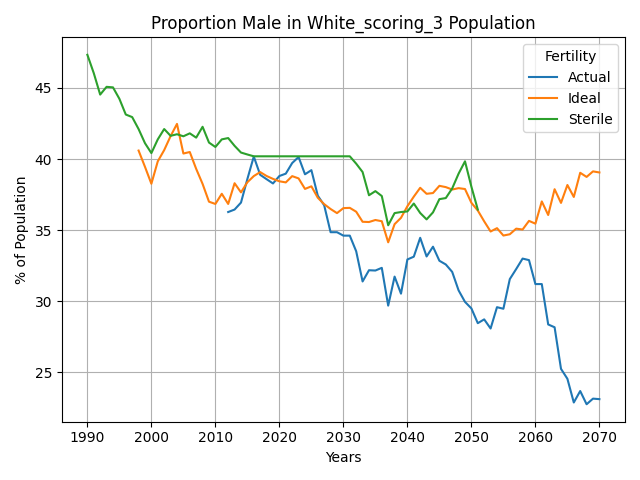 Proportion Male in White_scoring_3 Population
Fertility
Actual
Ideal
Sterile
% of Population
45
40
35
30
25
1990 2000 2010 2020 2030 2040 2050 2060 2070
Years